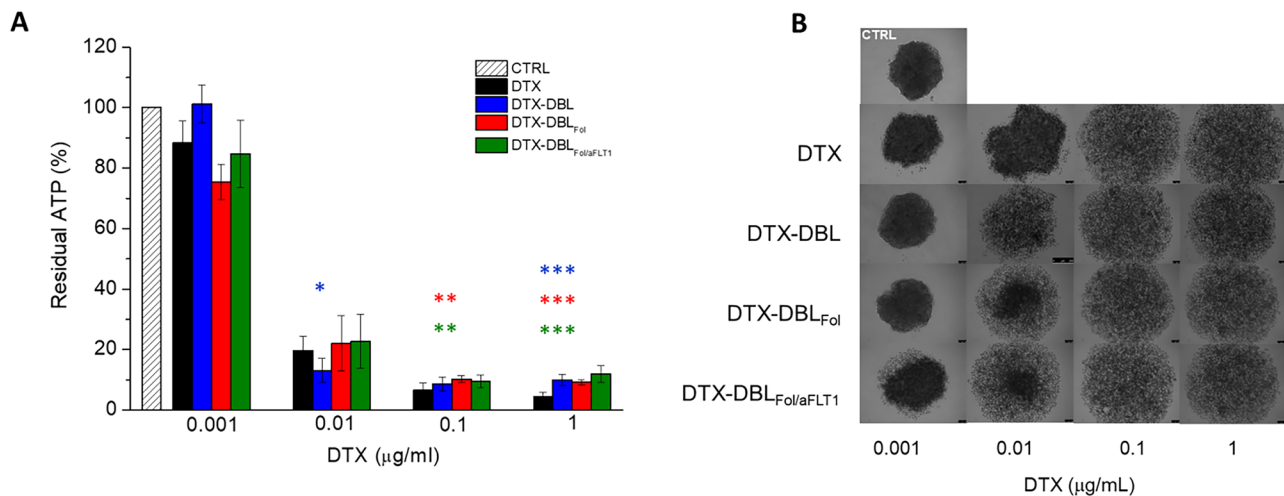 A
120
100
80
60
40
20
0
Residual ATP (%)
CTRL
DTX
DTX-DBL
DTX-DBLFol
DTX-DBLFol/aFLT1
*
**
**
***
***
***
0.001 0.01 0.1 1
DTX (μg/ml)
B
CTRL
DTX
DTX-DBL
DTX-DBLFol
DTX-DBLFol/aFLT1
0.001 0.01 0.1 1
DTX (μg/mL)